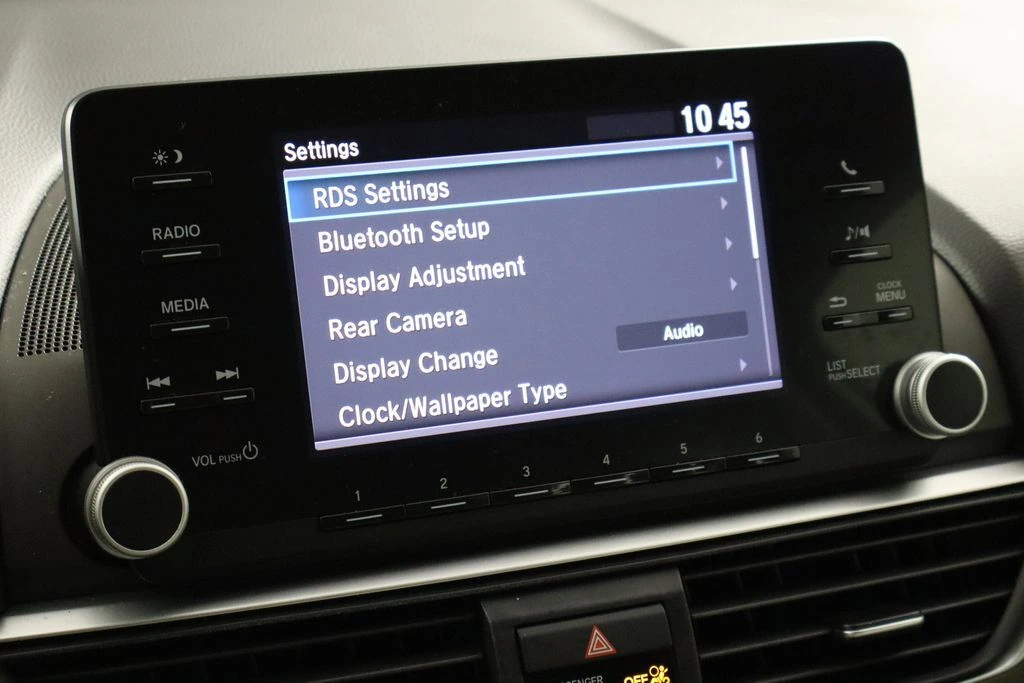 10 45
Settings
RDS Settings
Bluetooth Setup
Display Adjustment
Rear Camera
Display Change
Audio
Clock/Wallpaper Type
RADIO
MEDIA
VOL PUSH
CLOCK
MENU
LIST
PUSH SELECT
1 2 3 4 5 6
OFF